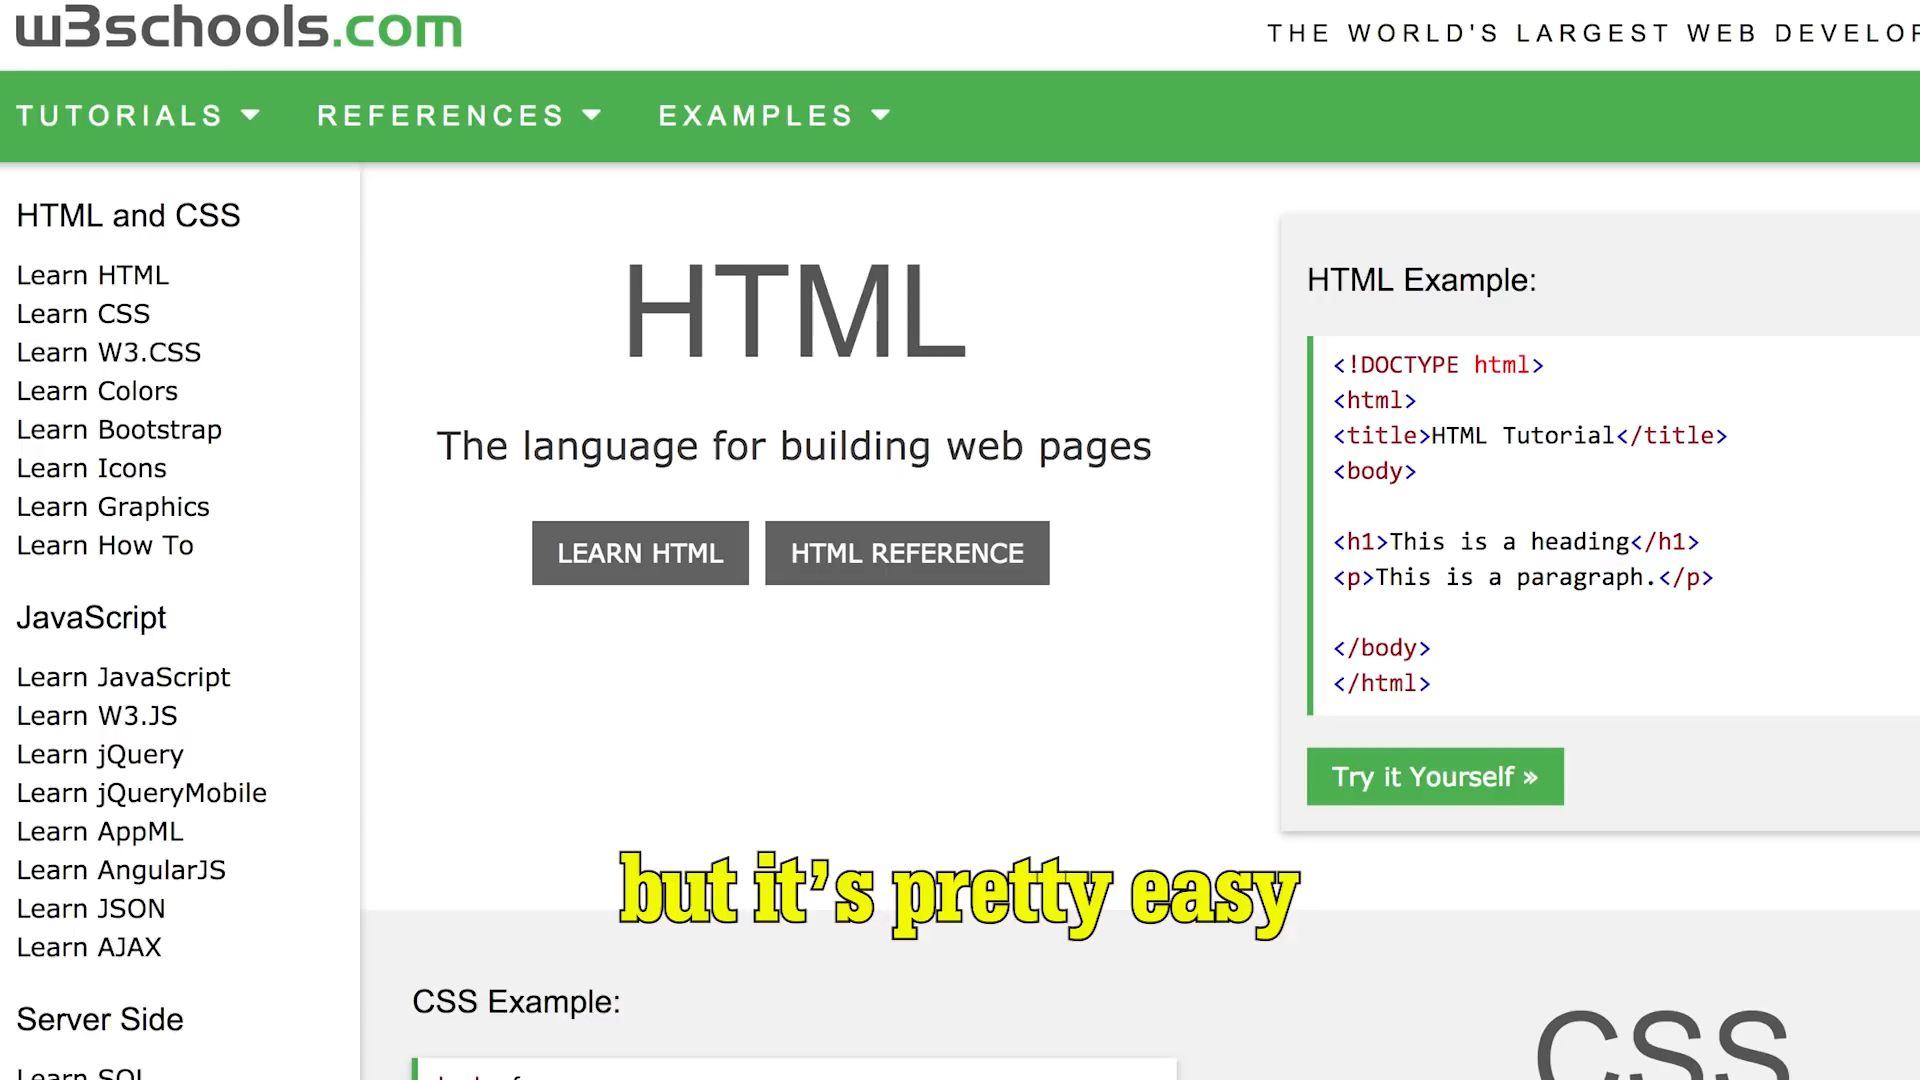 w3schools.com
THE WORLD'S LARGEST WEB
TUTORIALS
REFERENCES
EXAMPLES
HTML and CSS
Learn HTML
Learn CSS
Learn W3.CSS
Learn Colors
Learn Bootstrap
Learn Icons
Learn Graphics
Learn How To
JavaScript
Learn JavaScript
Learn W3.JS
Learn jQuery
Learn jQueryMobile
Learn AppML
Learn AngularJS
Learn JSON
Learn AJAX
Server Side
Learn SQL
HTML
The language for building web pages
LEARN HTML
HTML REFERENCE
HTML Example:
<!DOCTYPE html>
<html>
<title>HTML Tutorial</title>
<body>
<h1>This is a heading</h1>
<p>This is a paragraph.</p>
</body>
</html>
Try it Yourself »
but it's pretty easy
CSS Example:
CSS